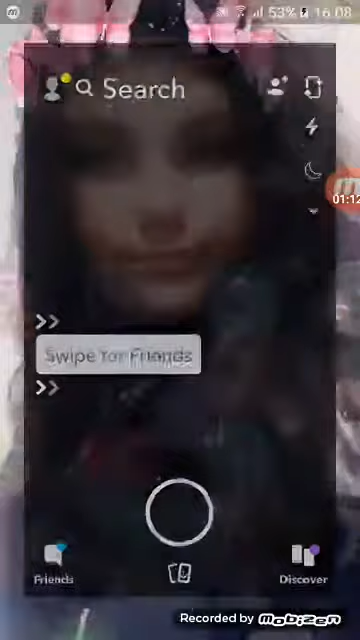 53% 16:08
Search
01:12
Swipe for Friends
Friends
Discover
Recorded by mobizen